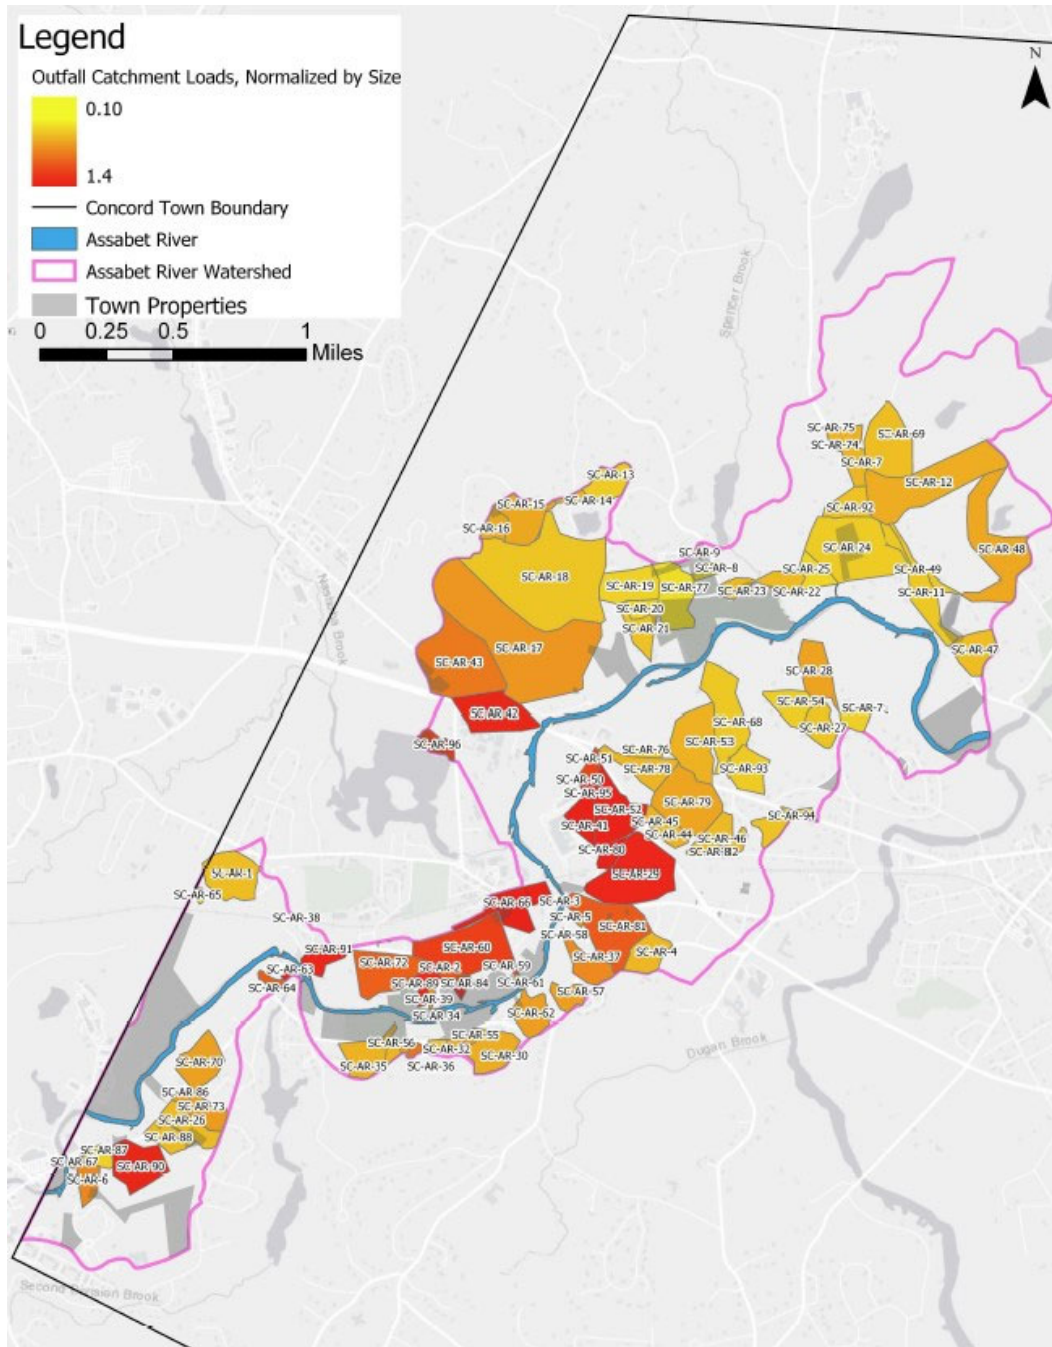 Legend
Outfall Catchment Loads, Normalized by Size
0.10
1.4
Concord Town Boundary
Assabet River
Assabet River Watershed
Town Properties
0 0.25 0.5 1
Miles
N
Spencer Brook
SC-AR-75
SC-AR-69
SC-AR-74
SC-AR-7
SC-AR-12
SC-AR-13
SC-AR-14
SC-AR-15
SC-AR-16
SC-AR-92
SC-AR-24
SC-AR-48
SC-AR-9
SC-AR-8
SC-AR-18
SC-AR-19
SC-AR-77
SC-AR-25
SC-AR-49
SC-AR-23
SC-AR-22
SC-AR-11
SC-AR-20
SC-AR-21
SC-AR-17
SC-AR-43
SC-AR-47
SC-AR-28
SC-AR-54
SC-AR-27
SC-AR-42
SC-AR-68
SC-AR-53
SC-AR-96
SC-AR-76
SC-AR-51
SC-AR-78
SC-AR-93
SC-AR-50
SC-AR-95
SC-AR-79
SC-AR-52
SC-AR-45
SC-AR-94
SC-AR-41
SC-AR-44
SC-AR-46
SC-AR-80
SC-AR-1
SC-AR-65
SC-AR-66
SC-AR-3
SC-AR-5
SC-AR-38
SC-AR-81
SC-AR-58
SC-AR-91
SC-AR-60
SC-AR-4
SC-AR-37
SC-AR-72
SC-AR-2
SC-AR-59
SC-AR-63
SC-AR-64
SC-AR-89
SC-AR-84
SC-AR-61
SC-AR-57
SC-AR-39
SC-AR-34
SC-AR-62
SC-AR-55
SC-AR-56
SC-AR-32
SC-AR-30
SC-AR-35
SC-AR-36
Dugan Brook
SC-AR-70
SC-AR-86
SC-AR-73
SC-AR-26
SC-AR-88
SC-AR-87
SC-AR-67
SC-AR-90
SC-AR-6